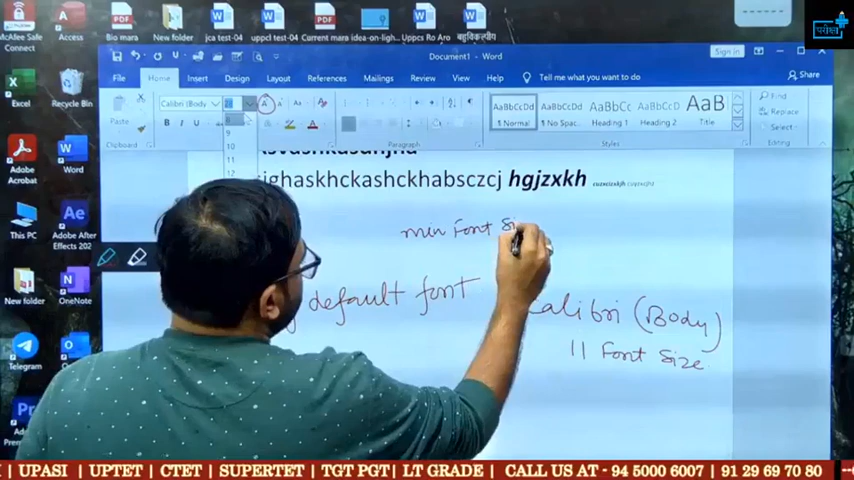 McAfee Safe Connect
Access
Bio mara
New folder
jca test-04
uppcl test-04
Current mara idea on-ligh...
Uppcs Ro Aro
बहुविकल्पीय
परीक्षा
Document1 - Word
Sign in
File Home Insert Design Layout References Mailings Review View Help Tell me what you want to do Share
Calibri (Body
AaBbCcDd AaBbCcDd AaBbCc AaBbCcD AaB
¶ Normal ¶ No Spac... Heading 1 Heading 2 Title
Find
Replace
Select
Paste
Clipboard
Paragraph
Styles
Editing
8
9
10
11
12
Excel
Recycle Bin
Adobe Acrobat
Word
This PC
After Effects 202
New folder
OneNote
Telegram
hgjzxkh
min Font Si
default font
Calibri (Body)
11 Font Size
| UPASI | UPTET | CTET | SUPERTET | TGT PGT | LT GRADE | CALL US AT - 94 5000 6007 | 91 29 69 70 80